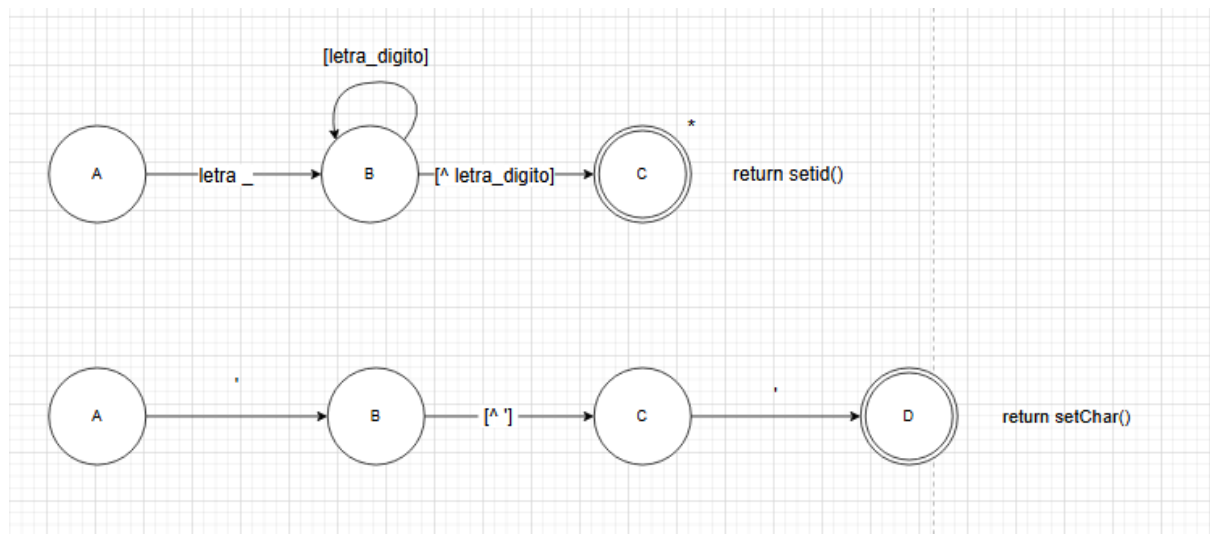 [letra_digito]
*
A
letra _
B
[^ letra_digito]
C
return setid()
'
'
A
B
[^ ']
C
D
return setChar()